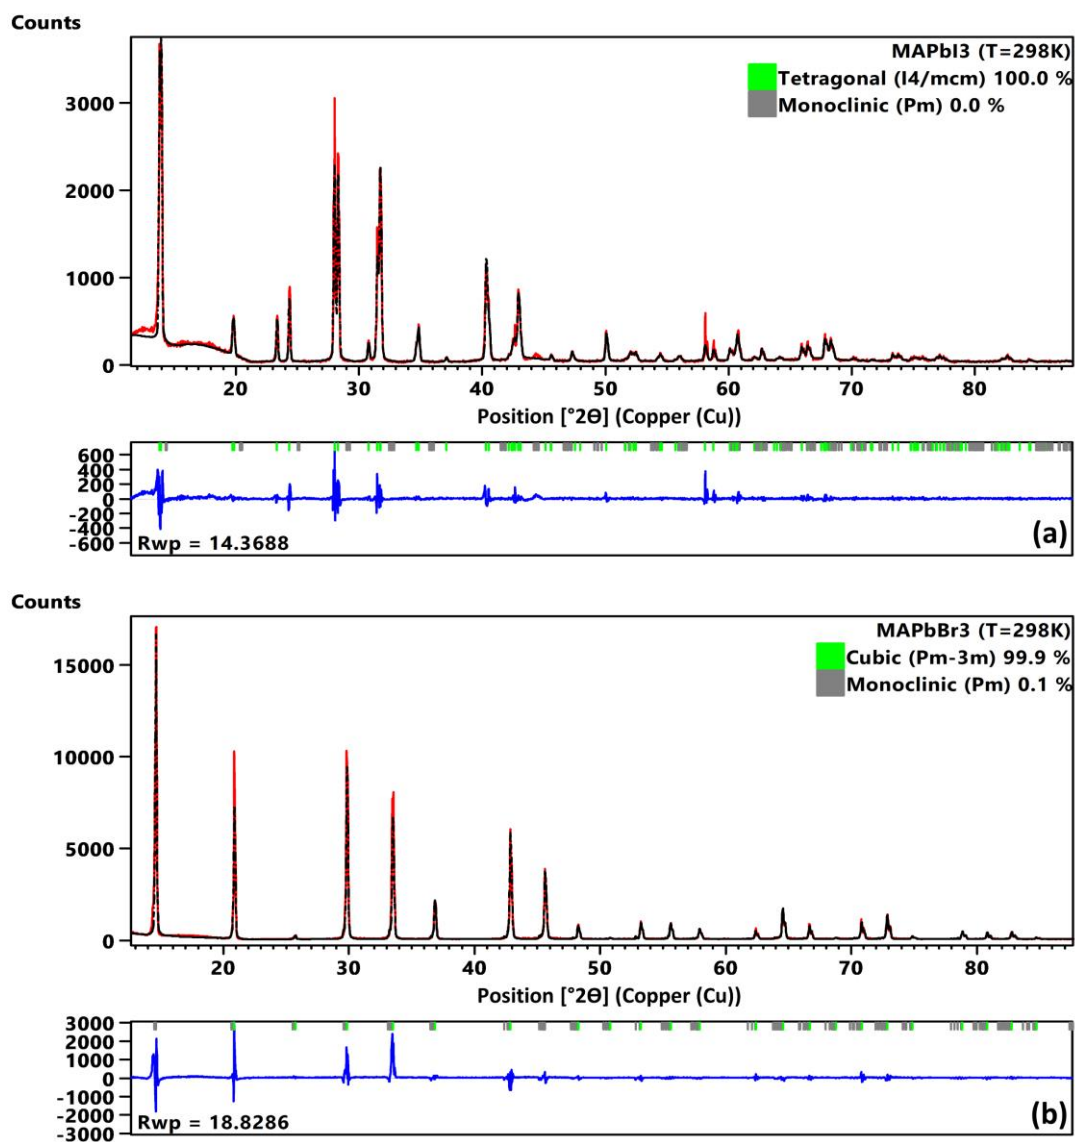 Counts
MAPbI3 (T=298K)
Tetragonal (I4/mcm) 100.0 %
Monoclinic (Pm) 0.0 %
3000
2000
1000
0
20 30 40 50 60 70 80
Position [°2Θ] (Copper (Cu))
600
400
200
0
-200
-400
-600
Rwp = 14.3688
(a)
Counts
MAPbBr3 (T=298K)
Cubic (Pm-3m) 99.9 %
Monoclinic (Pm) 0.1 %
15000
10000
5000
0
20 30 40 50 60 70 80
Position [°2Θ] (Copper (Cu))
3000
2000
1000
0
-1000
-2000
-3000
Rwp = 18.8286
(b)